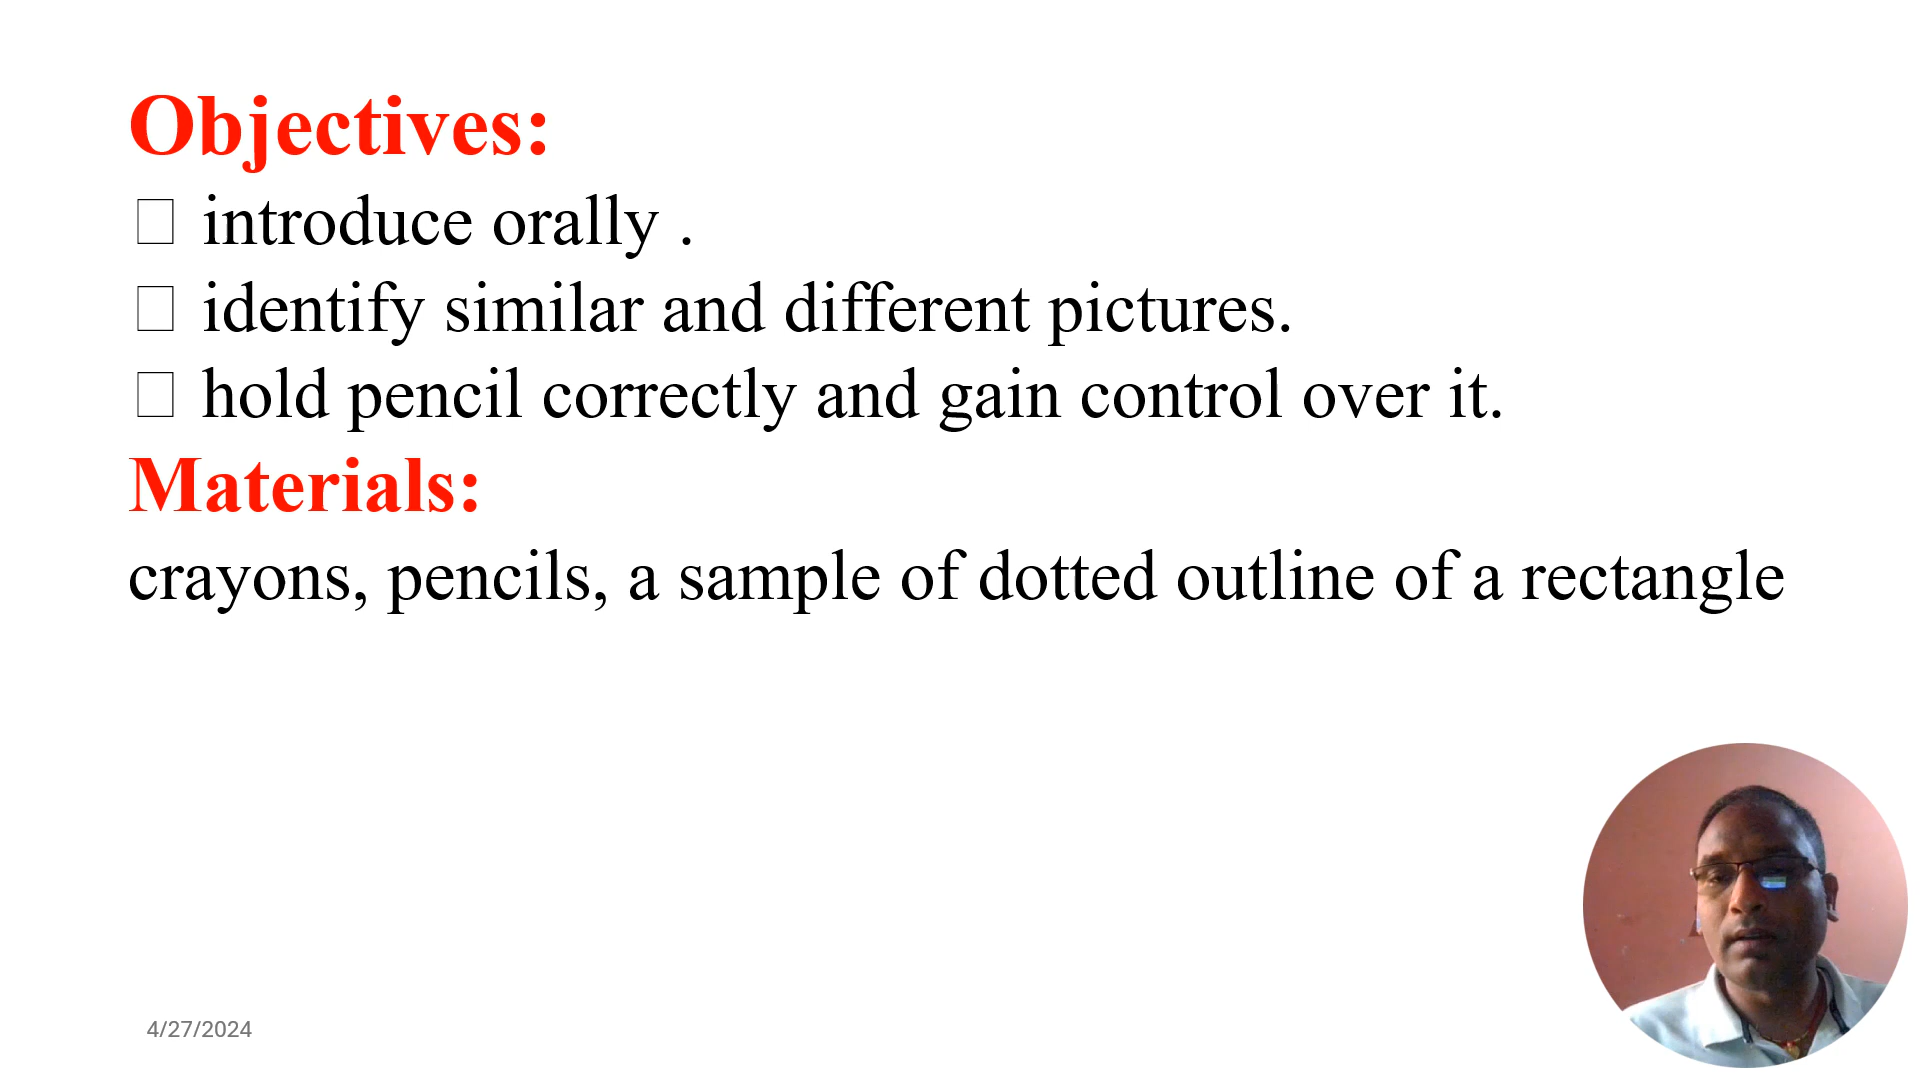 Objectives:
introduce orally .
identify similar and different pictures.
hold pencil correctly and gain control over it.
Materials:
crayons, pencils, a sample of dotted outline of a rectangle
4/27/2024